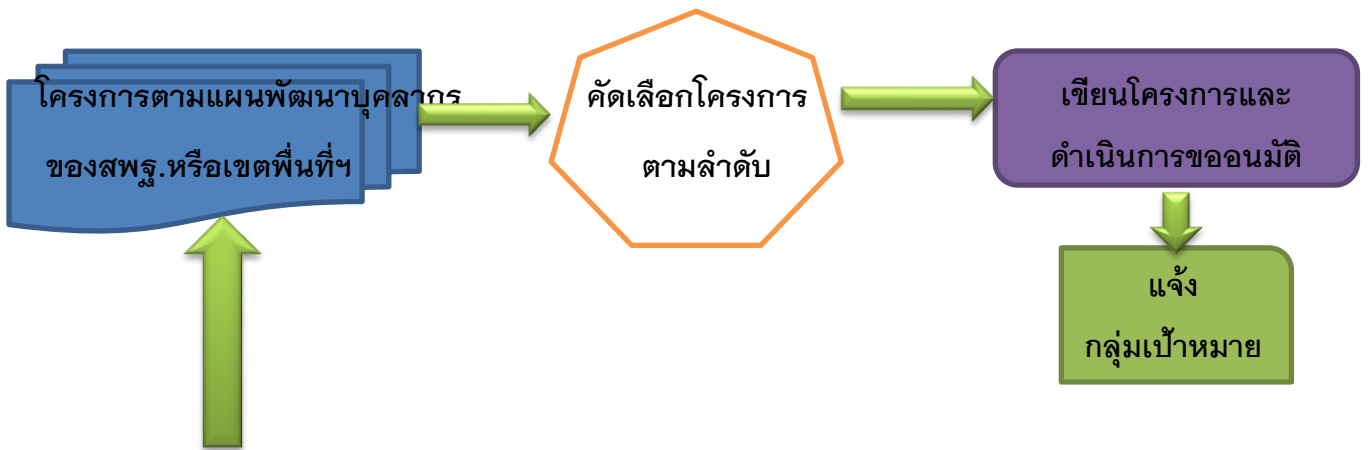 โครงการตามแผนพัฒนาบุคลากร
ของสพฐ.หรือเขตพื้นที่ฯ
คัดเลือกโครงการ
ตามลำดับ
เขียนโครงการและ
ดำเนินการขออนมัติ
แจ้ง
กลุ่มเป้าหมาย